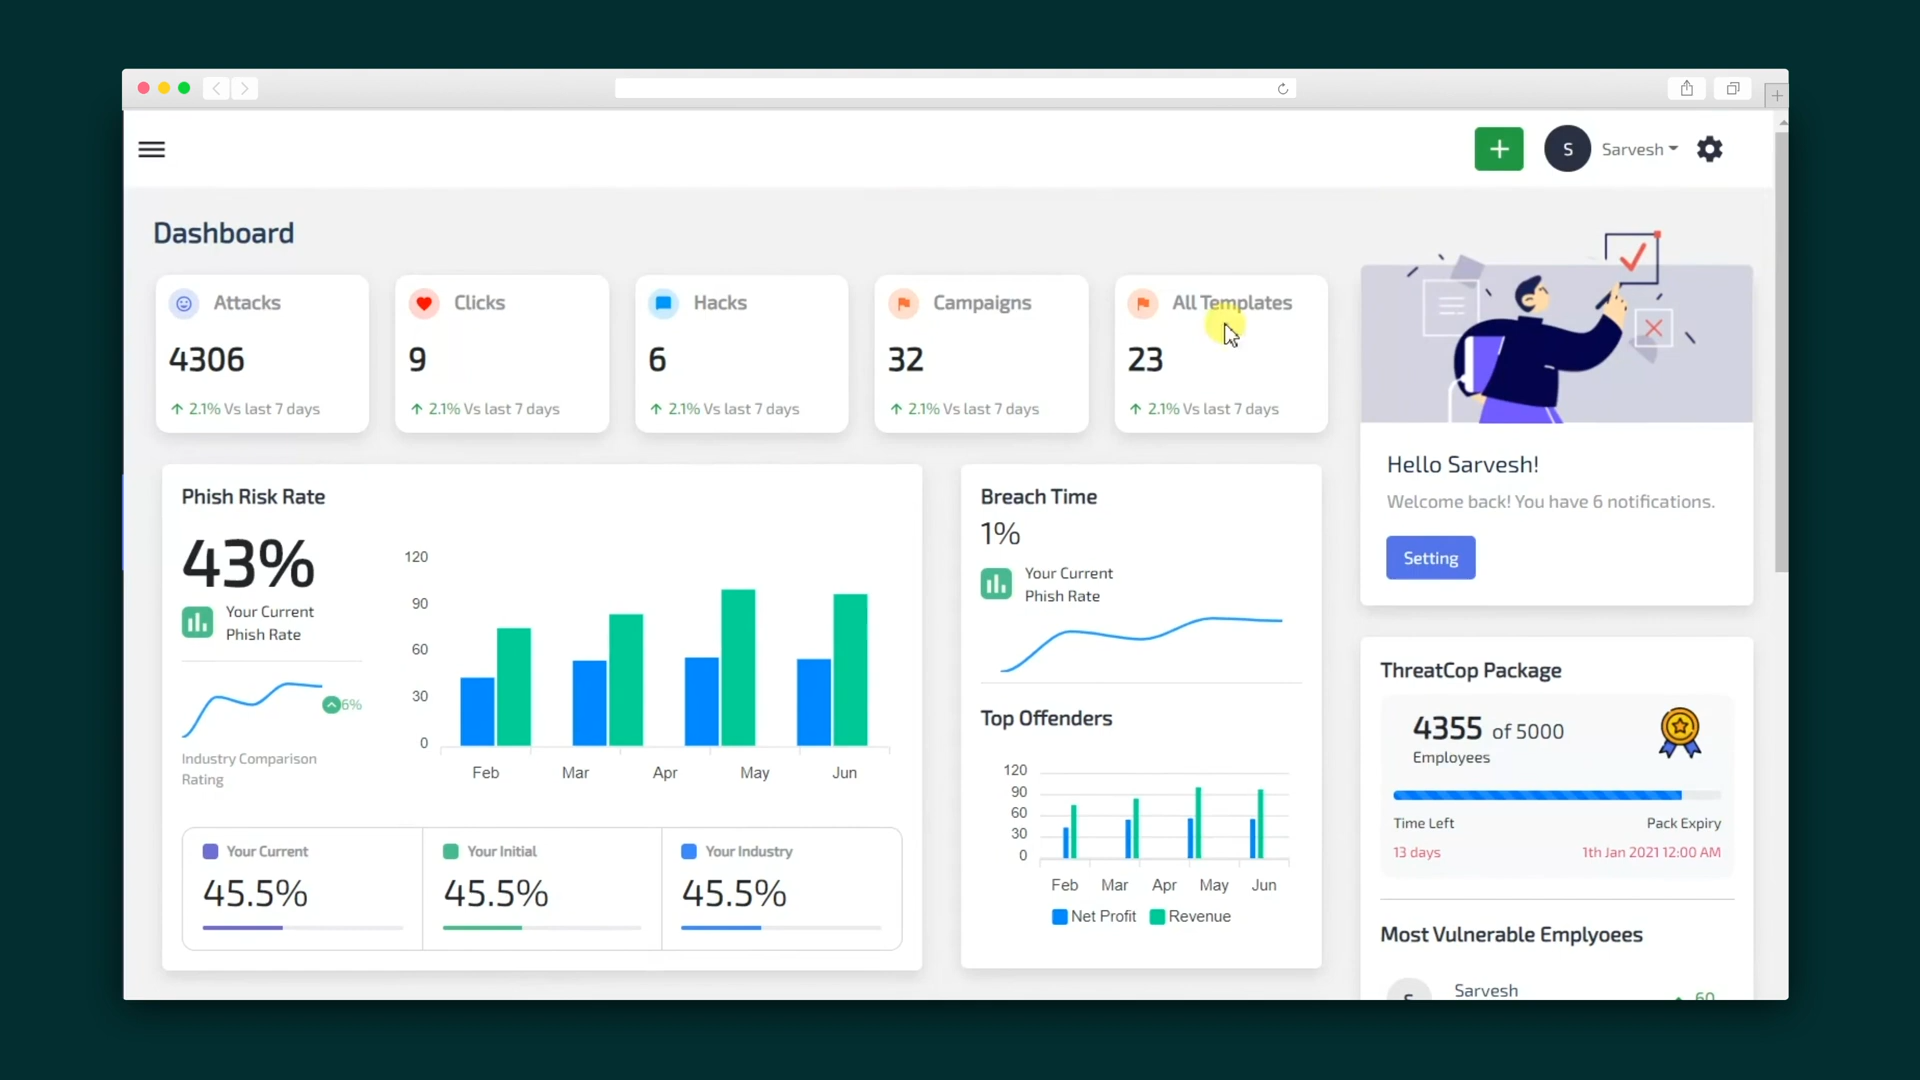 S
Sarvesh
Dashboard
Attacks
4306
2.1% Vs last 7 days
Clicks
9
2.1% Vs last 7 days
Hacks
6
2.1% Vs last 7 days
Campaigns
32
2.1% Vs last 7 days
All Templates
23
2.1% Vs last 7 days
Phish Risk Rate
43%
Your Current
Phish Rate
6%
Industry Comparison
Rating
120
90
60
30
0
Feb
Mar
Apr
May
Jun
Your Current
45.5%
Your Initial
45.5%
Your Industry
45.5%
Breach Time
1%
Your Current
Phish Rate
Top Offenders
120
90
60
30
0
Feb
Mar
Apr
May
Jun
Net Profit
Revenue
Hello Sarvesh!
Welcome back! You have 6 notifications.
Setting
ThreatCop Package
4355 of 5000
Employees
Time Left
Pack Expiry
13 days
1th Jan 2021 12:00 AM
Most Vulnerable Emplyoees
Sarvesh
60